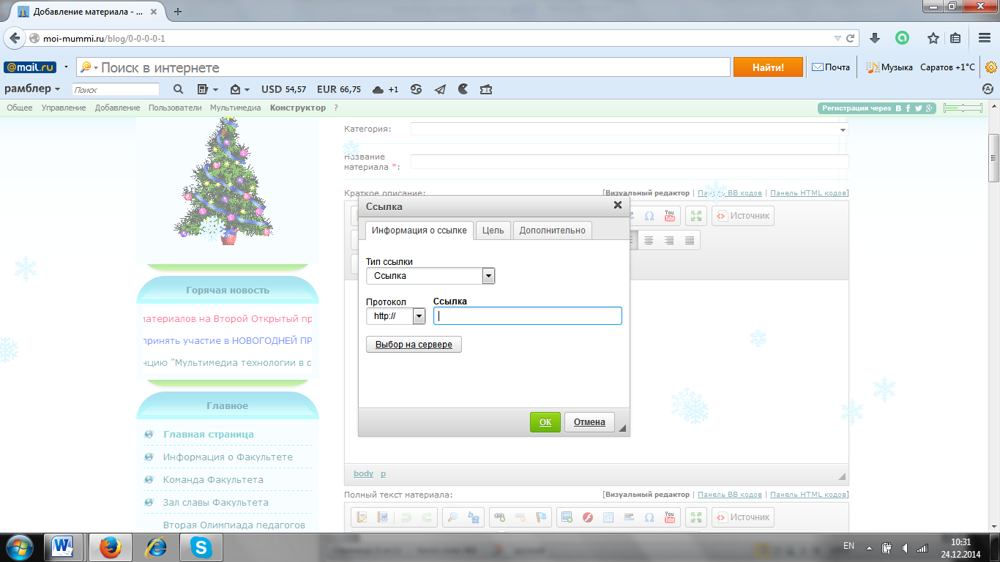 Добавление материала - ...
moi-mummi.ru/blog/0-0-0-0-1
@mail.ru Поиск в интернете Найти! Почта Музыка Саратов +1°C
рамблер Поиск USD 54,57 EUR 66,75 +1
Общее Управление Добавление Пользователи Мультимедиа Конструктор ? Регистрация через
Категория:
Название
материала *:
Краткое описание: [Визуальный редактор | Панель BB кодов | Панель HTML кодов]
Ссылка
You Tube Источник
Информация о ссылке Цель Дополнительно
Тип ссылки
Ссылка
Протокол Ссылка
http://
Выбор на сервере
ОК Отмена
Горячая новость
материалов на Второй Открытый пр
принять участие в НОВОГОДНЕЙ ПР
нцию "Мультимедиа технологии в с
Главное
Главная страница
Информация о Факультете
Команда Факультета
Зал славы Факультета
Вторая Олимпиада педагогов
body p
Полный текст материала: [Визуальный редактор | Панель BB кодов | Панель HTML кодов]
You Tube Источник
EN 10:31
24.12.2014